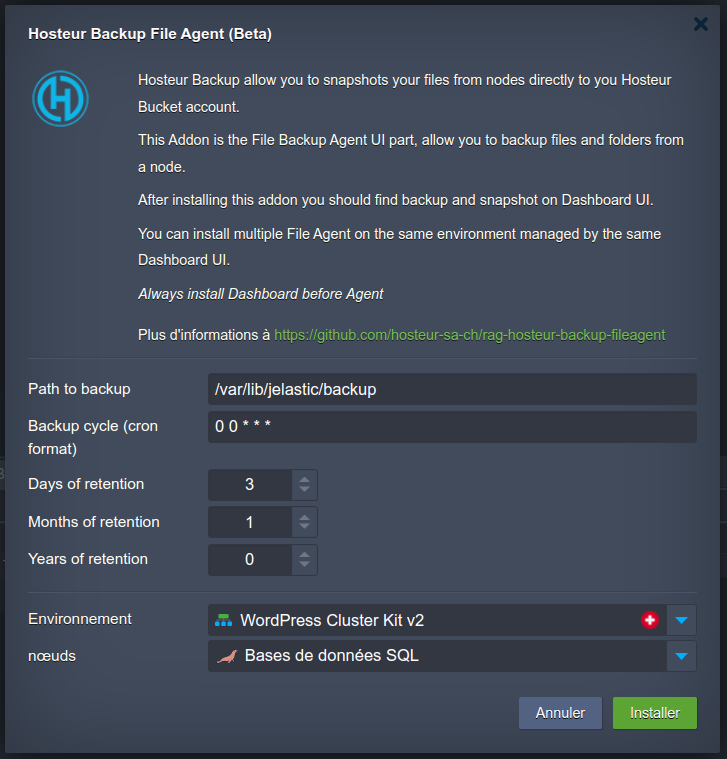 Hosteur Backup File Agent (Beta)
Hosteur Backup allow you to snapshots your files from nodes directly to you Hosteur
Bucket account.
This Addon is the File Backup Agent UI part, allow you to backup files and folders from
a node.
After installing this addon you should find backup and snapshot on Dashboard UI.
You can install multiple File Agent on the same environment managed by the same
Dashboard UI.
Always install Dashboard before Agent
Plus d'informations à https://github.com/hosteur-sa-ch/rag-hosteur-backup-fileagent
Path to backup /var/lib/jelastic/backup
Backup cycle (cron 0 0 * * *
format)
Days of retention 3
Months of retention 1
Years of retention 0
Environnement WordPress Cluster Kit v2
nœuds Bases de données SQL
Annuler Installer